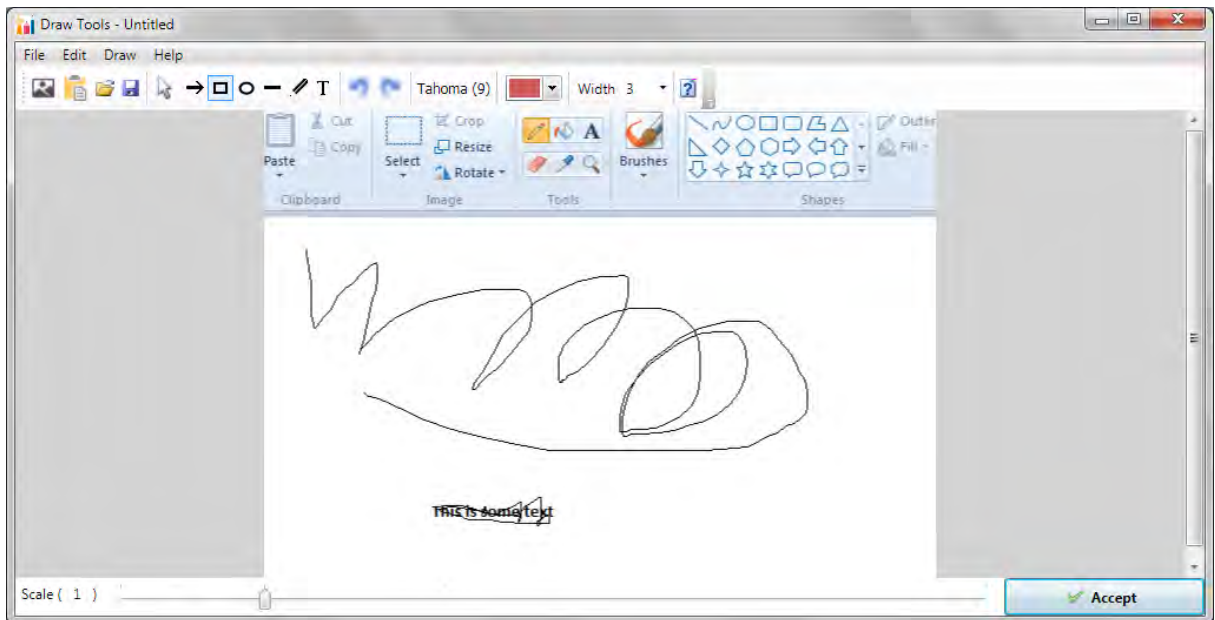 Draw Tools - Untitled
File Edit Draw Help
T Tahoma (9) Width 3 ?
Cut Crop Outlin
Copy Resize A Fill
Paste Select Rotate Brushes
Clipboard Image Tools Shapes
This is some text
Scale ( 1 ) Accept